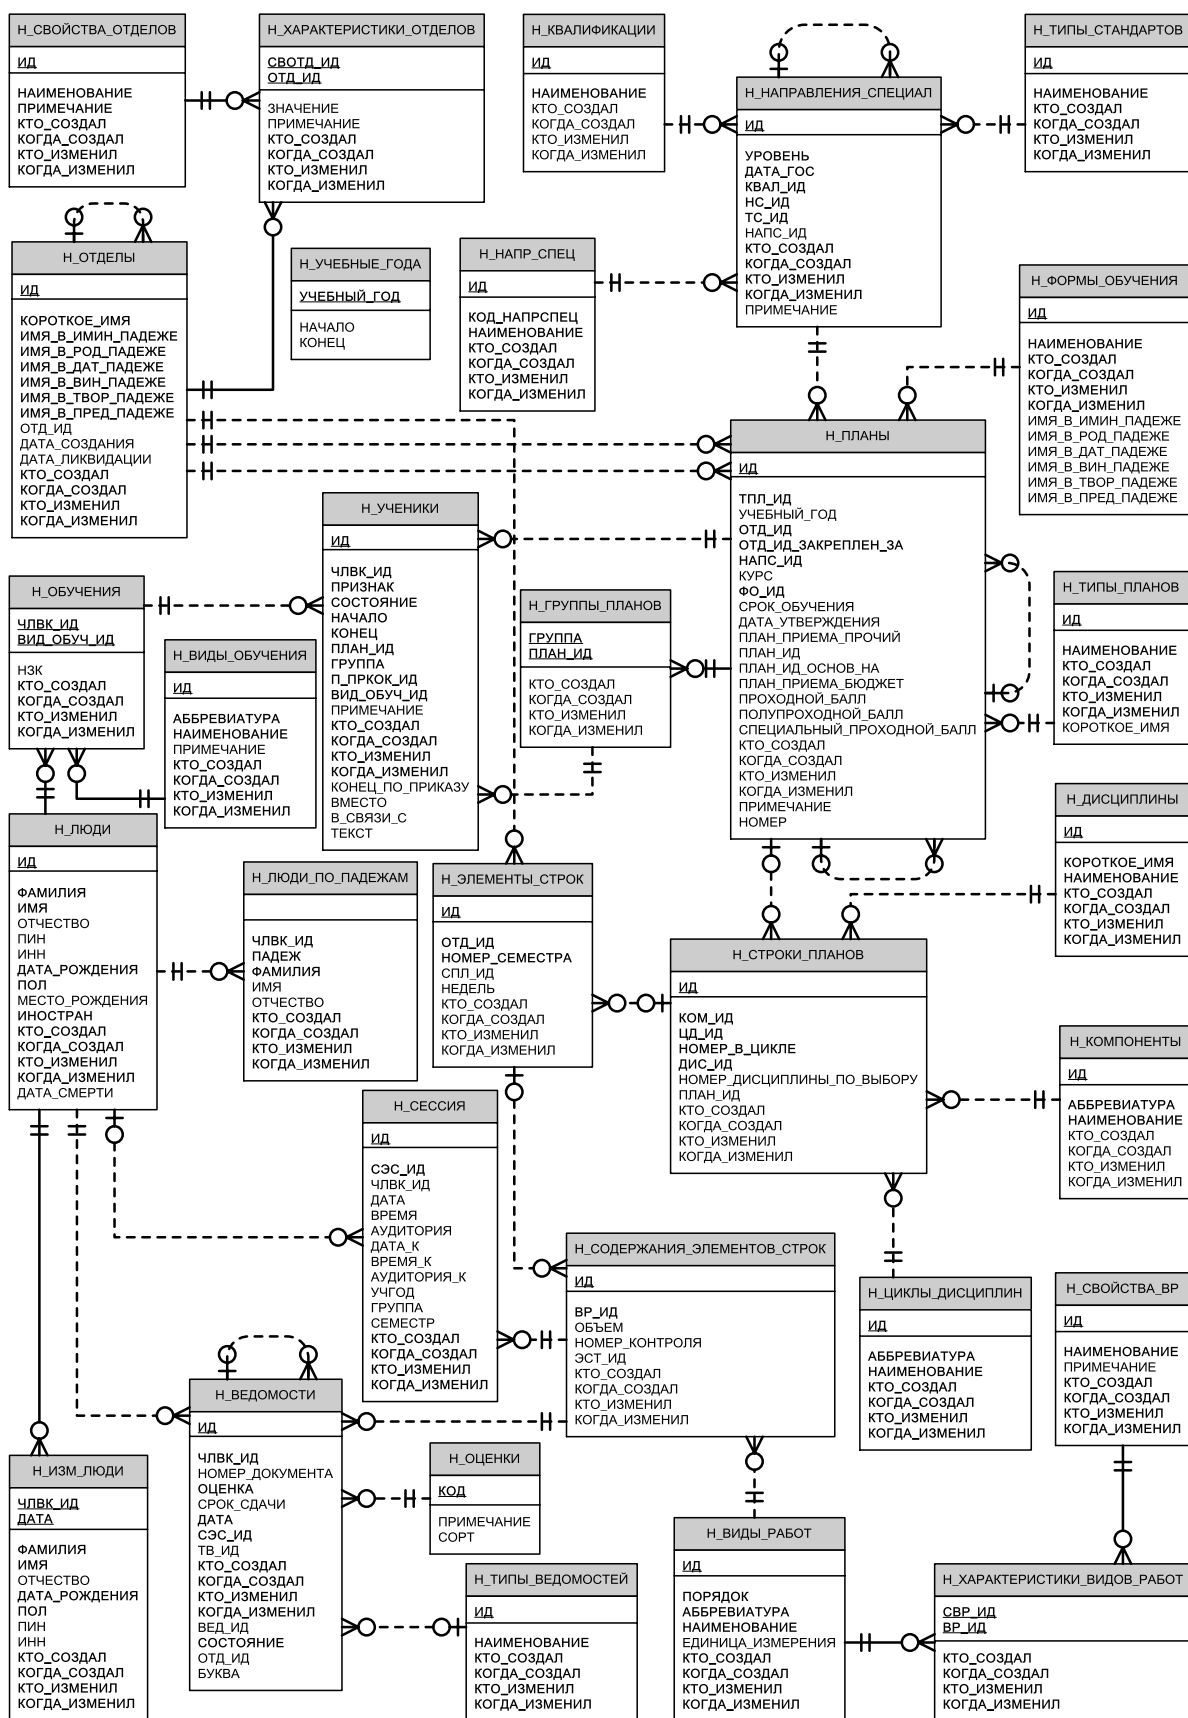 Н_СВОЙСТВА_ОТДЕЛОВ
ИД
НАИМЕНОВАНИЕ
ПРИМЕЧАНИЕ
КТО_СОЗДАЛ
КОГДА_СОЗДАЛ
КТО_ИЗМЕНИЛ
КОГДА_ИЗМЕНИЛ
Н_ХАРАКТЕРИСТИКИ_ОТДЕЛОВ
СВОТД_ИД
ОТД_ИД
ЗНАЧЕНИЕ
ПРИМЕЧАНИЕ
КТО_СОЗДАЛ
КОГДА_СОЗДАЛ
КТО_ИЗМЕНИЛ
КОГДА_ИЗМЕНИЛ
Н_КВАЛИФИКАЦИИ
ИД
НАИМЕНОВАНИЕ
КТО_СОЗДАЛ
КОГДА_СОЗДАЛ
КТО_ИЗМЕНИЛ
КОГДА_ИЗМЕНИЛ
Н_НАПРАВЛЕНИЯ_СПЕЦИАЛ
ИД
УРОВЕНЬ
ДАТА_ГОС
КВАЛ_ИД
НС_ИД
ТС_ИД
НАПС_ИД
КТО_СОЗДАЛ
КОГДА_СОЗДАЛ
КТО_ИЗМЕНИЛ
КОГДА_ИЗМЕНИЛ
ПРИМЕЧАНИЕ
Н_ТИПЫ_СТАНДАРТОВ
ИД
НАИМЕНОВАНИЕ
КТО_СОЗДАЛ
КОГДА_СОЗДАЛ
КТО_ИЗМЕНИЛ
КОГДА_ИЗМЕНИЛ
Н_ОТДЕЛЫ
ИД
КОРОТКОЕ_ИМЯ
ИМЯ_В_ИМИН_ПАДЕЖЕ
ИМЯ_В_РОД_ПАДЕЖЕ
ИМЯ_В_ДАТ_ПАДЕЖЕ
ИМЯ_В_ВИН_ПАДЕЖЕ
ИМЯ_В_ТВОР_ПАДЕЖЕ
ИМЯ_В_ПРЕД_ПАДЕЖЕ
ОТД_ИД
ДАТА_СОЗДАНИЯ
ДАТА_ЛИКВИДАЦИИ
КТО_СОЗДАЛ
КОГДА_СОЗДАЛ
КТО_ИЗМЕНИЛ
КОГДА_ИЗМЕНИЛ
Н_УЧЕБНЫЕ_ГОДА
УЧЕБНЫЙ_ГОД
НАЧАЛО
КОНЕЦ
Н_НАПР_СПЕЦ
ИД
КОД_НАПРСПЕЦ
НАИМЕНОВАНИЕ
КТО_СОЗДАЛ
КОГДА_СОЗДАЛ
КТО_ИЗМЕНИЛ
КОГДА_ИЗМЕНИЛ
Н_ФОРМЫ_ОБУЧЕНИЯ
ИД
НАИМЕНОВАНИЕ
КТО_СОЗДАЛ
КОГДА_СОЗДАЛ
КТО_ИЗМЕНИЛ
КОГДА_ИЗМЕНИЛ
ИМЯ_В_ИМИН_ПАДЕЖЕ
ИМЯ_В_РОД_ПАДЕЖЕ
ИМЯ_В_ДАТ_ПАДЕЖЕ
ИМЯ_В_ВИН_ПАДЕЖЕ
ИМЯ_В_ТВОР_ПАДЕЖЕ
ИМЯ_В_ПРЕД_ПАДЕЖЕ
Н_ПЛАНЫ
ИД
ТПЛ_ИД
УЧЕБНЫЙ_ГОД
ОТД_ИД
ОТД_ИД_ЗАКРЕПЛЕН_ЗА
НАПС_ИД
КУРС
ФО_ИД
СРОК_ОБУЧЕНИЯ
ДАТА_УТВЕРЖДЕНИЯ
ПЛАН_ПРИЕМА_ПРОЧИЙ
ПЛАН_ИД
ПЛАН_ИД_ОСНОВ_НА
ПЛАН_ПРИЕМА_БЮДЖЕТ
ПРОХОДНОЙ_БАЛЛ
ПОЛУПРОХОДНОЙ_БАЛЛ
СПЕЦИАЛЬНЫЙ_ПРОХОДНОЙ_БАЛЛ
КТО_СОЗДАЛ
КОГДА_СОЗДАЛ
КТО_ИЗМЕНИЛ
КОГДА_ИЗМЕНИЛ
ПРИМЕЧАНИЕ
НОМЕР
Н_УЧЕНИКИ
ИД
ЧЛВК_ИД
ПРИЗНАК
СОСТОЯНИЕ
НАЧАЛО
КОНЕЦ
ПЛАН_ИД
ГРУППА
П_ПРКОК_ИД
ВИД_ОБУЧ_ИД
ПРИМЕЧАНИЕ
КТО_СОЗДАЛ
КОГДА_СОЗДАЛ
КТО_ИЗМЕНИЛ
КОГДА_ИЗМЕНИЛ
КОНЕЦ_ПО_ПРИКАЗУ
ВМЕСТО
В_СВЯЗИ_С
ТЕКСТ
Н_ОБУЧЕНИЯ
ЧЛВК_ИД
ВИД_ОБУЧ_ИД
НЗК
КТО_СОЗДАЛ
КОГДА_СОЗДАЛ
КТО_ИЗМЕНИЛ
КОГДА_ИЗМЕНИЛ
Н_ВИДЫ_ОБУЧЕНИЯ
ИД
АББРЕВИАТУРА
НАИМЕНОВАНИЕ
ПРИМЕЧАНИЕ
КТО_СОЗДАЛ
КОГДА_СОЗДАЛ
КТО_ИЗМЕНИЛ
КОГДА_ИЗМЕНИЛ
Н_ГРУППЫ_ПЛАНОВ
ГРУППА
ПЛАН_ИД
КТО_СОЗДАЛ
КОГДА_СОЗДАЛ
КТО_ИЗМЕНИЛ
КОГДА_ИЗМЕНИЛ
Н_ТИПЫ_ПЛАНОВ
ИД
НАИМЕНОВАНИЕ
КТО_СОЗДАЛ
КОГДА_СОЗДАЛ
КТО_ИЗМЕНИЛ
КОГДА_ИЗМЕНИЛ
КОРОТКОЕ_ИМЯ
Н_ЛЮДИ
ИД
ФАМИЛИЯ
ИМЯ
ОТЧЕСТВО
ПИН
ИНН
ДАТА_РОЖДЕНИЯ
ПОЛ
МЕСТО_РОЖДЕНИЯ
ИНОСТРАН
КТО_СОЗДАЛ
КОГДА_СОЗДАЛ
КТО_ИЗМЕНИЛ
КОГДА_ИЗМЕНИЛ
ДАТА_СМЕРТИ
Н_ЛЮДИ_ПО_ПАДЕЖАМ
ЧЛВК_ИД
ПАДЕЖ
ФАМИЛИЯ
ИМЯ
ОТЧЕСТВО
КТО_СОЗДАЛ
КОГДА_СОЗДАЛ
КТО_ИЗМЕНИЛ
КОГДА_ИЗМЕНИЛ
Н_ЭЛЕМЕНТЫ_СТРОК
ИД
ОТД_ИД
НОМЕР_СЕМЕСТРА
СПЛ_ИД
НЕДЕЛЬ
КТО_СОЗДАЛ
КОГДА_СОЗДАЛ
КТО_ИЗМЕНИЛ
КОГДА_ИЗМЕНИЛ
Н_СТРОКИ_ПЛАНОВ
ИД
КОМ_ИД
ЦД_ИД
НОМЕР_В_ЦИКЛЕ
ДИС_ИД
НОМЕР_ДИСЦИПЛИНЫ_ПО_ВЫБОРУ
ПЛАН_ИД
КТО_СОЗДАЛ
КОГДА_СОЗДАЛ
КТО_ИЗМЕНИЛ
КОГДА_ИЗМЕНИЛ
Н_ДИСЦИПЛИНЫ
ИД
КОРОТКОЕ_ИМЯ
НАИМЕНОВАНИЕ
КТО_СОЗДАЛ
КОГДА_СОЗДАЛ
КТО_ИЗМЕНИЛ
КОГДА_ИЗМЕНИЛ
Н_КОМПОНЕНТЫ
ИД
АББРЕВИАТУРА
НАИМЕНОВАНИЕ
КТО_СОЗДАЛ
КОГДА_СОЗДАЛ
КТО_ИЗМЕНИЛ
КОГДА_ИЗМЕНИЛ
Н_СЕССИЯ
ИД
СЭС_ИД
ЧЛВК_ИД
ДАТА
ВРЕМЯ
АУДИТОРИЯ
ДАТА_К
ВРЕМЯ_К
АУДИТОРИЯ_К
УЧГОД
ГРУППА
СЕМЕСТР
КТО_СОЗДАЛ
КОГДА_СОЗДАЛ
КТО_ИЗМЕНИЛ
КОГДА_ИЗМЕНИЛ
Н_СОДЕРЖАНИЯ_ЭЛЕМЕНТОВ_СТРОК
ИД
ВР_ИД
ОБЪЕМ
НОМЕР_КОНТРОЛЯ
ЭСТ_ИД
КТО_СОЗДАЛ
КОГДА_СОЗДАЛ
КТО_ИЗМЕНИЛ
КОГДА_ИЗМЕНИЛ
Н_ЦИКЛЫ_ДИСЦИПЛИН
ИД
АББРЕВИАТУРА
НАИМЕНОВАНИЕ
КТО_СОЗДАЛ
КОГДА_СОЗДАЛ
КТО_ИЗМЕНИЛ
КОГДА_ИЗМЕНИЛ
Н_СВОЙСТВА_ВР
ИД
НАИМЕНОВАНИЕ
ПРИМЕЧАНИЕ
КТО_СОЗДАЛ
КОГДА_СОЗДАЛ
КТО_ИЗМЕНИЛ
КОГДА_ИЗМЕНИЛ
Н_ВЕДОМОСТИ
ИД
ЧЛВК_ИД
НОМЕР_ДОКУМЕНТА
ОЦЕНКА
СРОК_СДАЧИ
ДАТА
СЭС_ИД
ТВ_ИД
КТО_СОЗДАЛ
КОГДА_СОЗДАЛ
КТО_ИЗМЕНИЛ
КОГДА_ИЗМЕНИЛ
ВЕД_ИД
СОСТОЯНИЕ
ОТД_ИД
БУКВА
Н_ИЗМ_ЛЮДИ
ЧЛВК_ИД
ДАТА
ФАМИЛИЯ
ИМЯ
ОТЧЕСТВО
ДАТА_РОЖДЕНИЯ
ПОЛ
ПИН
ИНН
КТО_СОЗДАЛ
КОГДА_СОЗДАЛ
КТО_ИЗМЕНИЛ
КОГДА_ИЗМЕНИЛ
Н_ОЦЕНКИ
КОД
ПРИМЕЧАНИЕ
СОРТ
Н_ТИПЫ_ВЕДОМОСТЕЙ
ИД
НАИМЕНОВАНИЕ
КТО_СОЗДАЛ
КОГДА_СОЗДАЛ
КТО_ИЗМЕНИЛ
КОГДА_ИЗМЕНИЛ
Н_ВИДЫ_РАБОТ
ИД
ПОРЯДОК
АББРЕВИАТУРА
НАИМЕНОВАНИЕ
ЕДИНИЦА_ИЗМЕРЕНИЯ
КТО_СОЗДАЛ
КОГДА_СОЗДАЛ
КТО_ИЗМЕНИЛ
КОГДА_ИЗМЕНИЛ
Н_ХАРАКТЕРИСТИКИ_ВИДОВ_РАБОТ
СВР_ИД
ВР_ИД
КТО_СОЗДАЛ
КОГДА_СОЗДАЛ
КТО_ИЗМЕНИЛ
КОГДА_ИЗМЕНИЛ